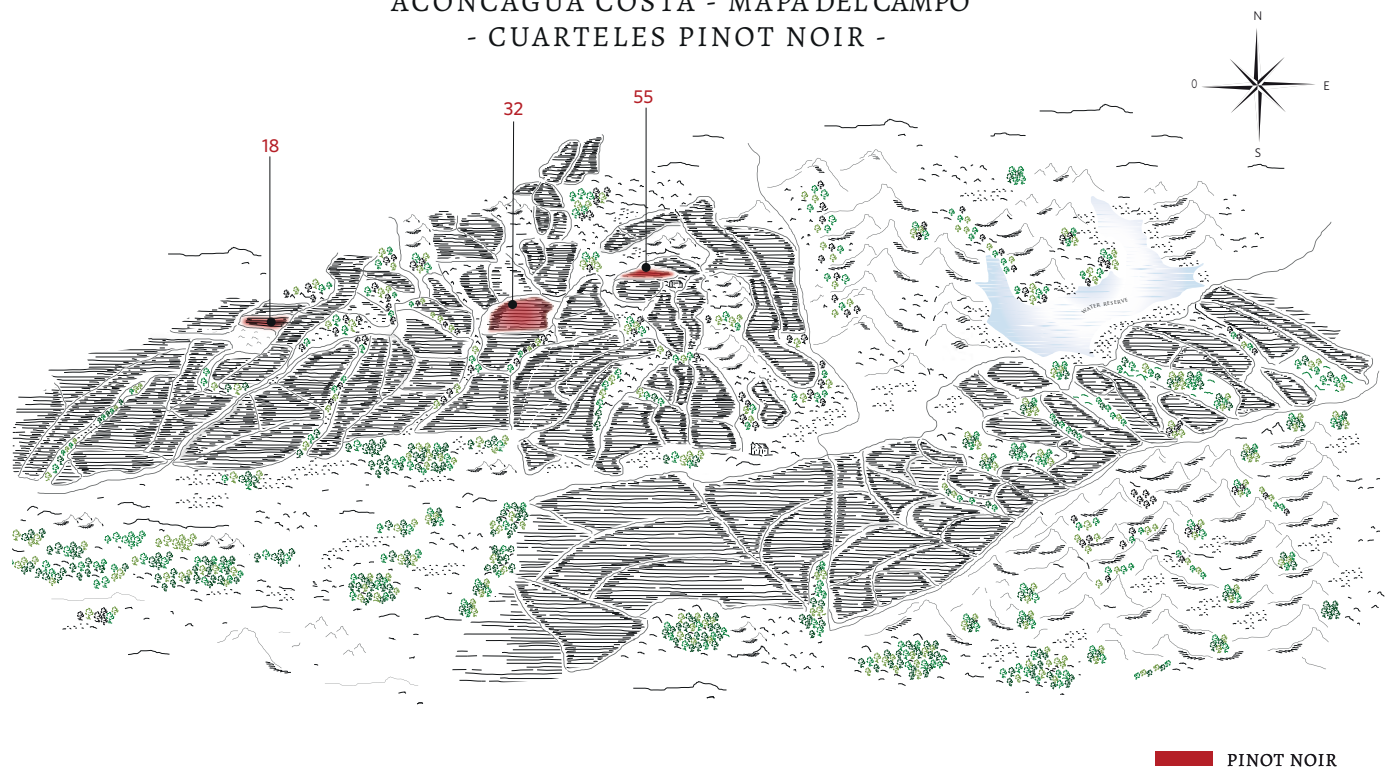 ACONCAGUA COSTA - MAPA DEL CAMPO
- CUARTELES PINOT NOIR -
N
O
E
S
55
32
18
WATER RESERVE
PINOT NOIR